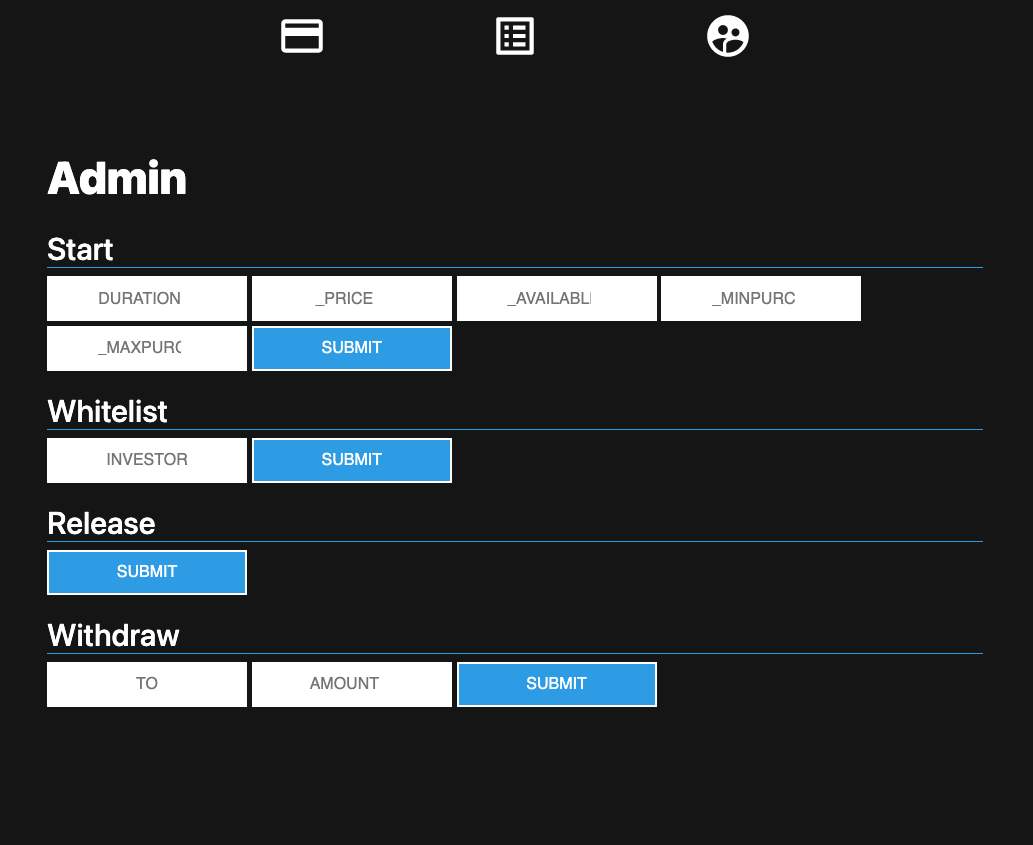 Admin
Start
DURATION _PRICE _AVAILABL _MINPURC
_MAXPURC SUBMIT
Whitelist
INVESTOR SUBMIT
Release
SUBMIT
Withdraw
TO AMOUNT SUBMIT